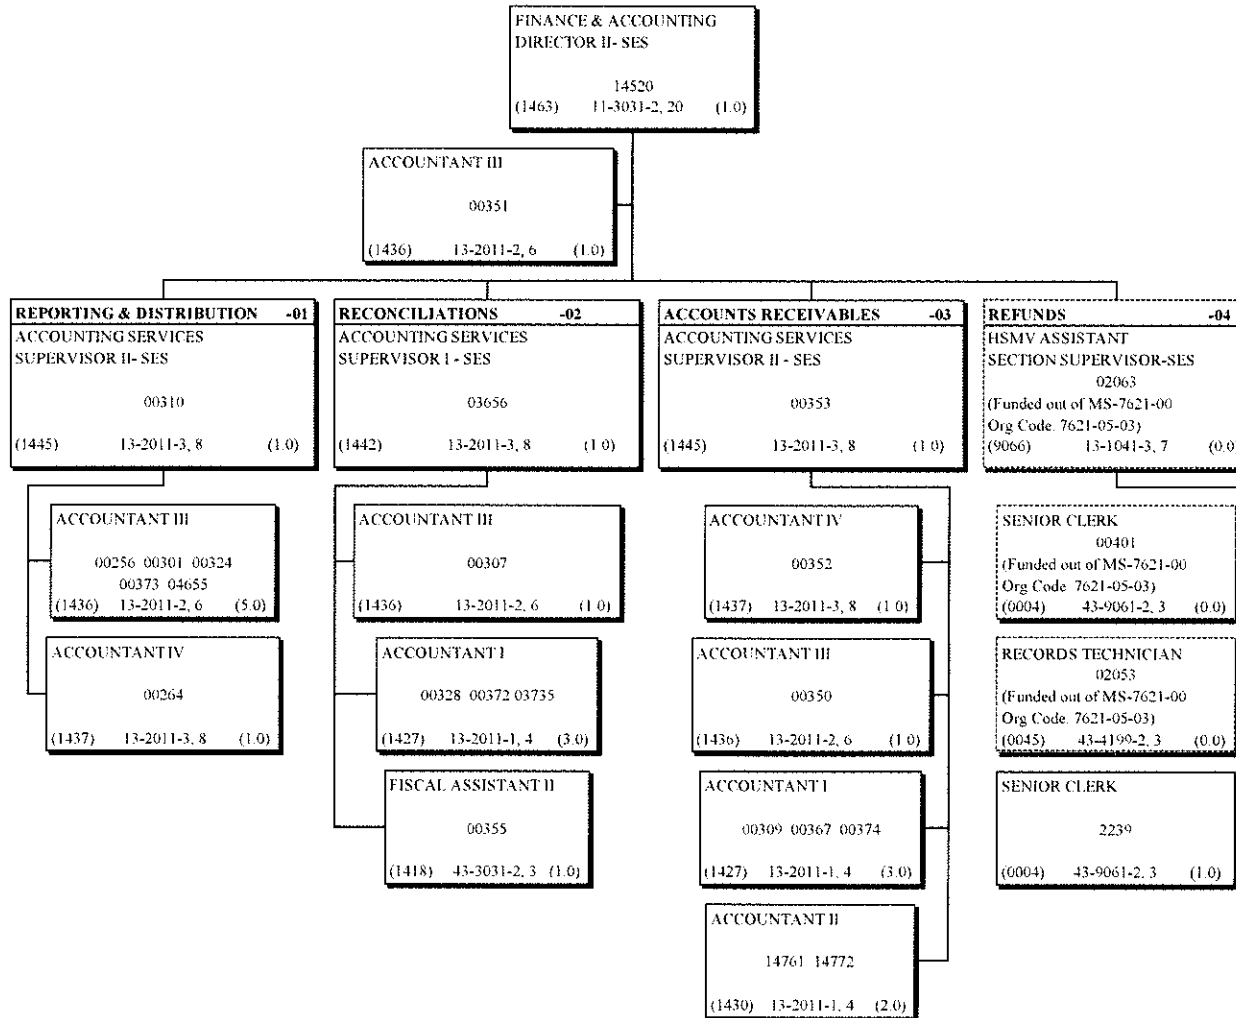 FINANCE & ACCOUNTING
DIRECTOR II- SES
14520
(1463) 11-3031-2, 20 (1.0)
ACCOUNTANT III
00351
(1436) 13-2011-2, 6 (1.0)
REPORTING & DISTRIBUTION -01
ACCOUNTING SERVICES
SUPERVISOR II- SES
00310
(1445) 13-2011-3, 8 (1.0)
RECONCILIATIONS -02
ACCOUNTING SERVICES
SUPERVISOR I - SES
03656
(1442) 13-2011-3, 8 (1.0)
ACCOUNTS RECEIVABLES -03
ACCOUNTING SERVICES
SUPERVISOR II - SES
00353
(1445) 13-2011-3, 8 (1.0)
REFUNDS -04
HSMV ASSISTANT
SECTION SUPERVISOR-SES
02063
(Funded out of MS-7621-00
Org Code. 7621-05-03)
(9066) 13-1041-3, 7 (0.0
ACCOUNTANT III
00256 00301 00324
00373 04655
(1436) 13-2011-2, 6 (5.0)
ACCOUNTANT IV
00264
(1437) 13-2011-3, 8 (1.0)
ACCOUNTANT III
00307
(1436) 13-2011-2, 6 (1.0)
ACCOUNTANT I
00328 00372 03735
(1427) 13-2011-1, 4 (3.0)
FISCAL ASSISTANT II
00355
(1418) 43-3031-2, 3 (1.0)
ACCOUNTANT IV
00352
(1437) 13-2011-3, 8 (1.0)
ACCOUNTANT III
00350
(1436) 13-2011-2, 6 (1.0)
ACCOUNTANT I
00309 00367 00374
(1427) 13-2011-1, 4 (3.0)
ACCOUNTANT II
14761 14772
(1430) 13-2011-1, 4 (2.0)
SENIOR CLERK
00401
(Funded out of MS-7621-00
Org Code 7621-05-03)
(0004) 43-9061-2, 3 (0.0)
RECORDS TECHNICIAN
02053
(Funded out of MS-7621-00
Org Code. 7621-05-03)
(0045) 43-4199-2, 3 (0.0)
SENIOR CLERK
2239
(0004) 43-9061-2, 3 (1.0)